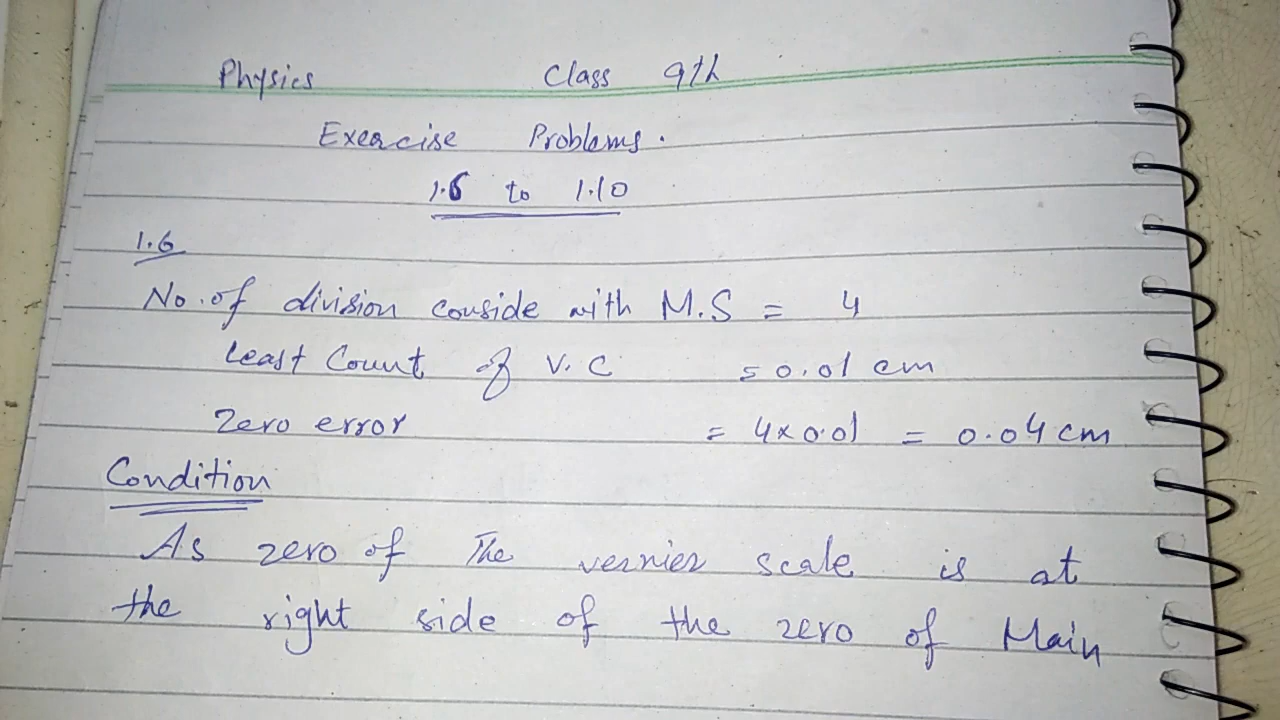 Physics Class 9th
Exercise Problems.
1.6 to 1.10
1.6
No. of division conside with M.S = 4
Least Count of V.C = 0.01 cm
Zero error = 4x0.01 = 0.04 cm
Condition
As zero of The vernier scale is at
the right side of the zero of Main